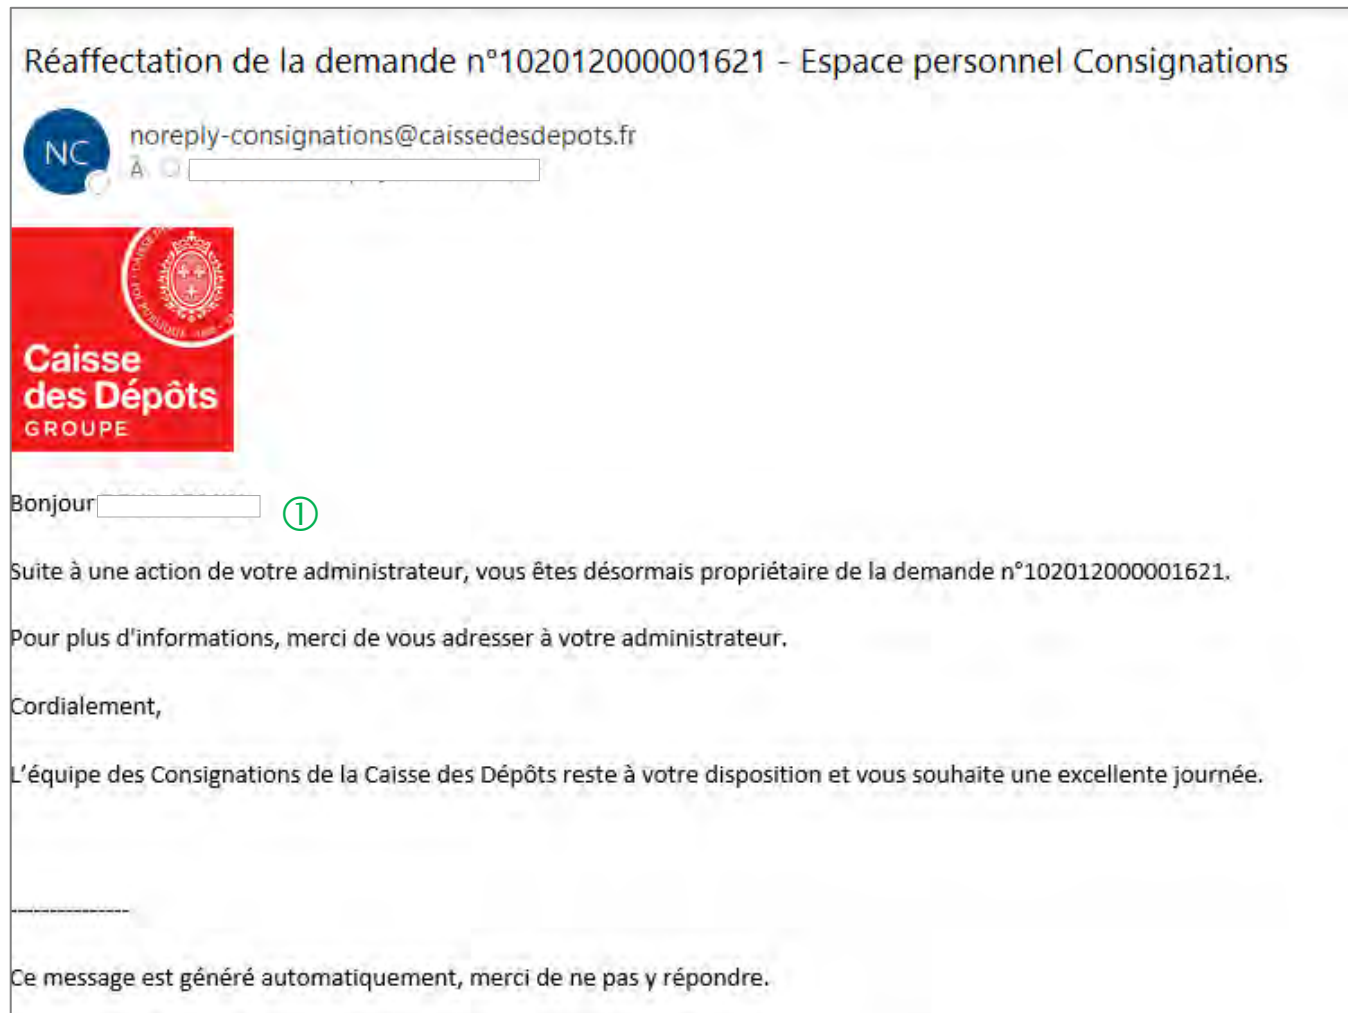 Réaffectation de la demande n°102012000001621 - Espace personnel Consignations
NC
noreply-consignations@caissedesdepots.fr
À
Caisse
des Dépôts
GROUPE
Bonjour
①
Suite à une action de votre administrateur, vous êtes désormais propriétaire de la demande n°102012000001621.
Pour plus d'informations, merci de vous adresser à votre administrateur.
Cordialement,
L’équipe des Consignations de la Caisse des Dépôts reste à votre disposition et vous souhaite une excellente journée.
---------------
Ce message est généré automatiquement, merci de ne pas y répondre.